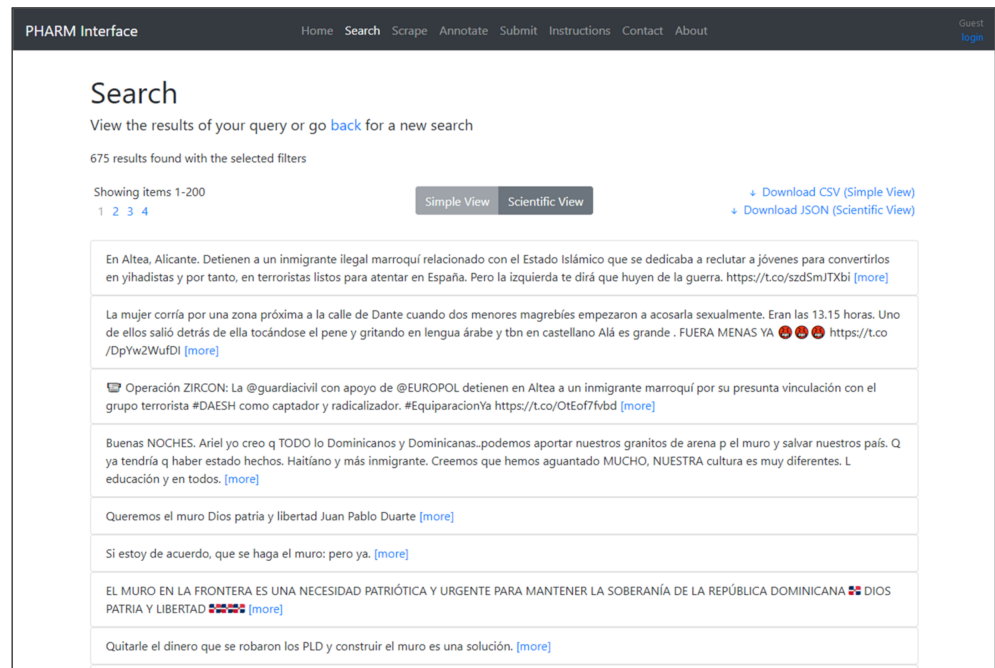 PHARM Interface Home Search Scrape Annotate Submit Instructions Contact About Guest
login
Search
View the results of your query or go back for a new search
675 results found with the selected filters
Showing items 1-200
1 2 3 4
Simple View Scientific View
↓ Download CSV (Simple View)
↓ Download JSON (Scientific View)
En Altea, Alicante. Detienen a un inmigrante ilegal marroquí relacionado con el Estado Islámico que se dedicaba a reclutar a jóvenes para convertirlos
en yihadistas y por tanto, en terroristas listos para atentar en España. Pero la izquierda te dirá que huyen de la guerra. https://t.co/szdSmJTXbi [more]
La mujer corría por una zona próxima a la calle de Dante cuando dos menores magrebíes empezaron a acosarla sexualmente. Eran las 13.15 horas. Uno
de ellos salió detrás de ella tocándose el pene y gritando en lengua árabe y tbn en castellano Alá es grande . FUERA MENAS YA 👹👹👹 https://t.co
/DpYw2WufDI [more]
Operación ZIRCON: La @guardiacivil con apoyo de @EUROPOL detienen en Altea a un inmigrante marroquí por su presunta vinculación con el
grupo terrorista #DAESH como captador y radicalizador. #EquiparacionYa https://t.co/OtEof7fvbd [more]
Buenas NOCHES. Ariel yo creo q TODO lo Dominicanos y Dominicanas..podemos aportar nuestros granitos de arena p el muro y salvar nuestros país. Q
ya tendría q haber estado hechos. Haitíano y más inmigrante. Creemos que hemos aguantado MUCHO, NUESTRA cultura es muy diferentes. L
educación y en todos. [more]
Queremos el muro Dios patria y libertad Juan Pablo Duarte [more]
Si estoy de acuerdo, que se haga el muro: pero ya. [more]
EL MURO EN LA FRONTERA ES UNA NECESIDAD PATRIÓTICA Y URGENTE PARA MANTENER LA SOBERANÍA DE LA REPÚBLICA DOMINICANA 🇩🇴 DIOS
PATRIA Y LIBERTAD 🇩🇴🇩🇴🇩🇴 [more]
Quitarle el dinero que se robaron los PLD y construir el muro es una solución. [more]